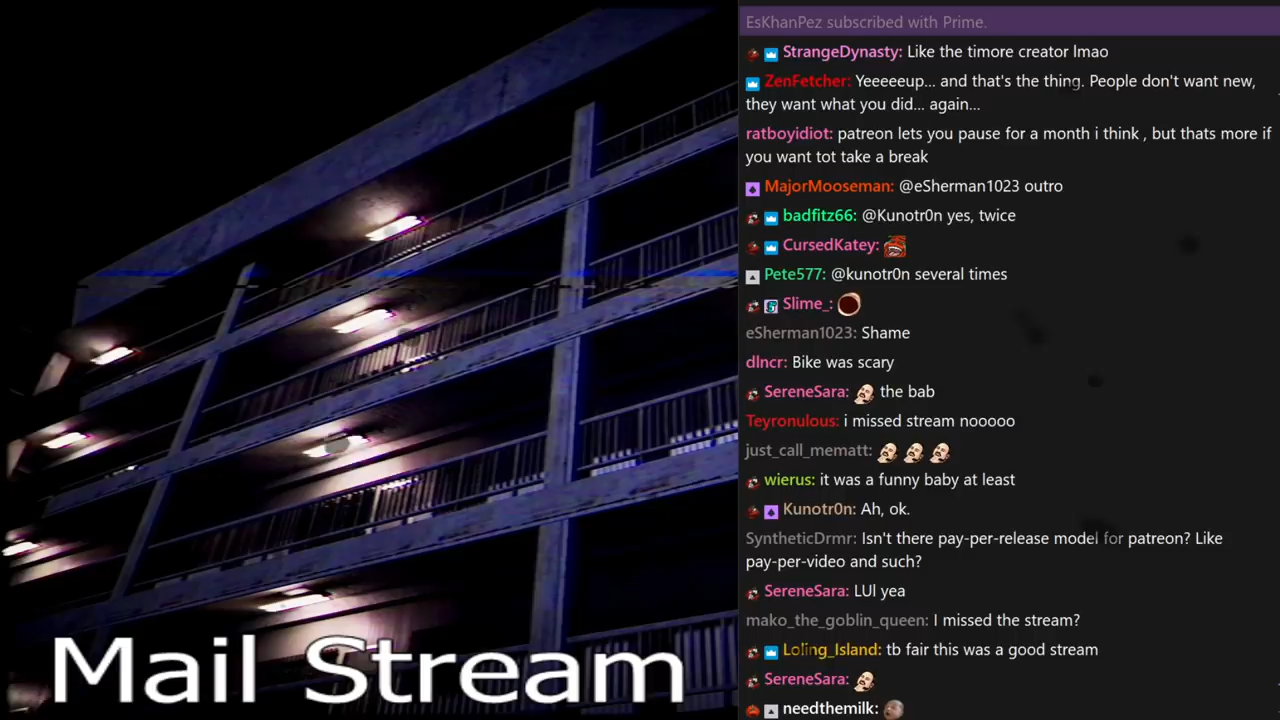 EsKhanPez subscribed with Prime.
StrangeDynasty: Like the timore creator lmao
ZenFetcher: Yeeeeeup... and that's the thing. People don't want new,
they want what you did... again...
ratboyidiot: patreon lets you pause for a month i think , but thats more if
you want tot take a break
MajorMooseman: @eSherman1023 outro
badfitz66: @Kunotr0n yes, twice
CursedKatey:
Pete577: @kunotr0n several times
Slime_:
eSherman1023: Shame
dlncr: Bike was scary
SereneSara: the bab
Teyronulous: i missed stream nooooo
just_call_mematt:
wierus: it was a funny baby at least
Kunotr0n: Ah, ok.
SyntheticDrmr: Isn't there pay-per-release model for patreon? Like
pay-per-video and such?
SereneSara: LUl yea
mako_the_goblin_queen: I missed the stream?
Loling_Island: tb fair this was a good stream
SereneSara:
needthemilk:
Mail Stream